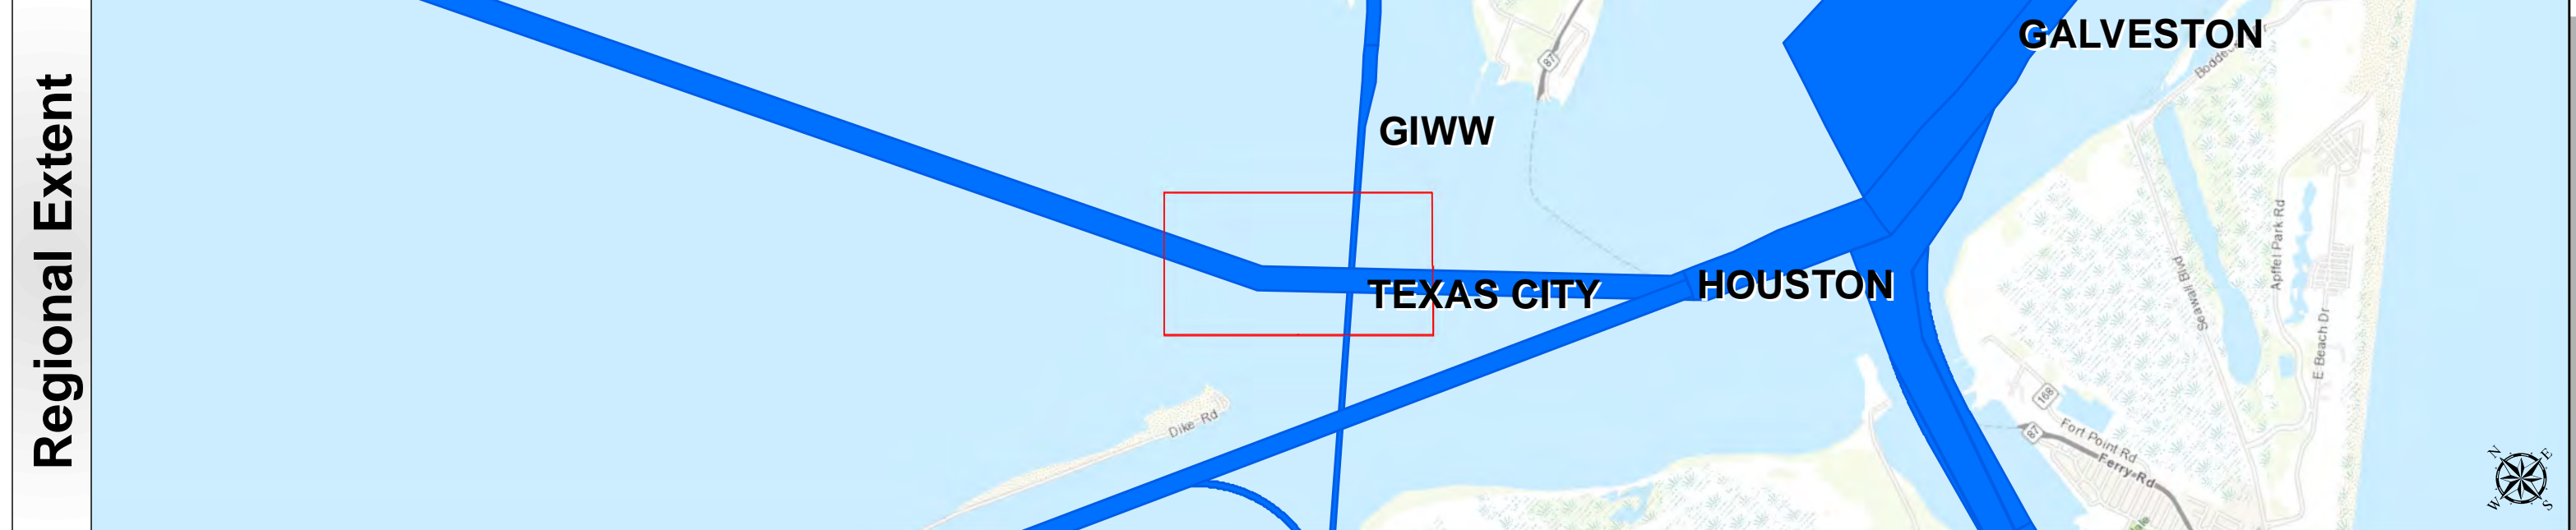 Regional Extent
GALVESTON
87
GIWW
TEXAS CITY
HOUSTON
Seawall Blvd
Apffel Park Rd
E Beach Dr
Dike Rd
168
87
Fort Point Rd
Ferry Rd
N
E
W
S